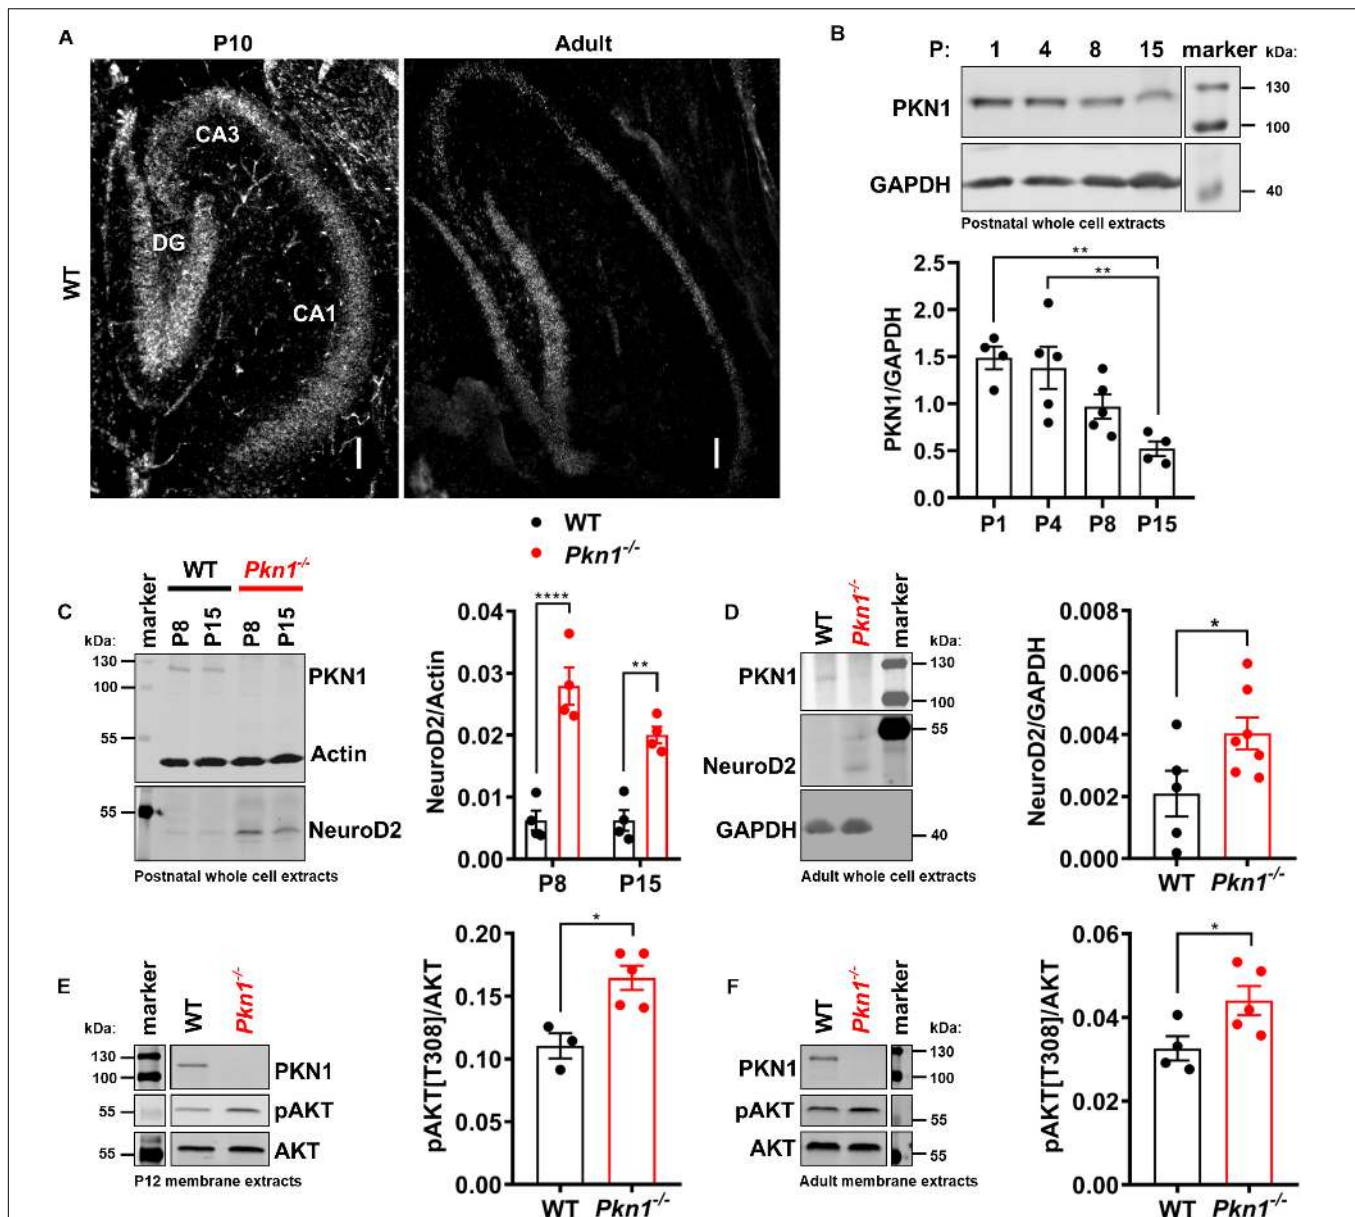 A
P10
Adult
WT
CA3
DG
CA1
B
P: 1 4 8 15 marker kDa:
PKN1
130
100
GAPDH
40
Postnatal whole cell extracts
**
**
PKN1/GAPDH
2.5
2.0
1.5
1.0
0.5
0.0
P1 P4 P8 P15
WT
Pkn1-/-
C
WT Pkn1-/-
marker P8 P15 P8 P15
kDa:
130
100
55
PKN1
Actin
55
NeuroD2
Postnatal whole cell extracts
NeuroD2/Actin
0.04
0.03
0.02
0.01
0.00
****
**
P8 P15
D
WT Pkn1-/- marker
kDa:
PKN1
130
100
55
NeuroD2
GAPDH
40
Adult whole cell extracts
NeuroD2/GAPDH
0.008
0.006
0.004
0.002
0.000
*
WT Pkn1-/-
E
marker WT Pkn1-/-
kDa:
130
100
PKN1
55
pAKT
55
AKT
P12 membrane extracts
pAKT[T308]/AKT
0.20
0.15
0.10
0.05
0.00
*
WT Pkn1-/-
F
WT Pkn1-/- marker
kDa:
PKN1
130
100
pAKT
55
AKT
55
Adult membrane extracts
pAKT[T308]/AKT
0.06
0.04
0.02
0.00
*
WT Pkn1-/-